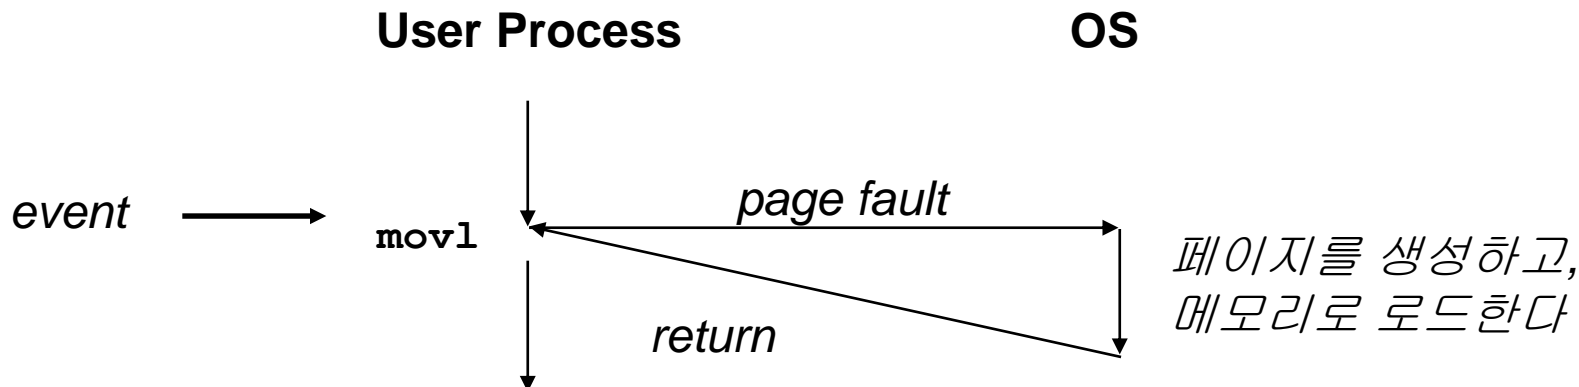 User Process OS
event
movl
page fault
페이지를 생성하고,
메모리로 로드한다
return